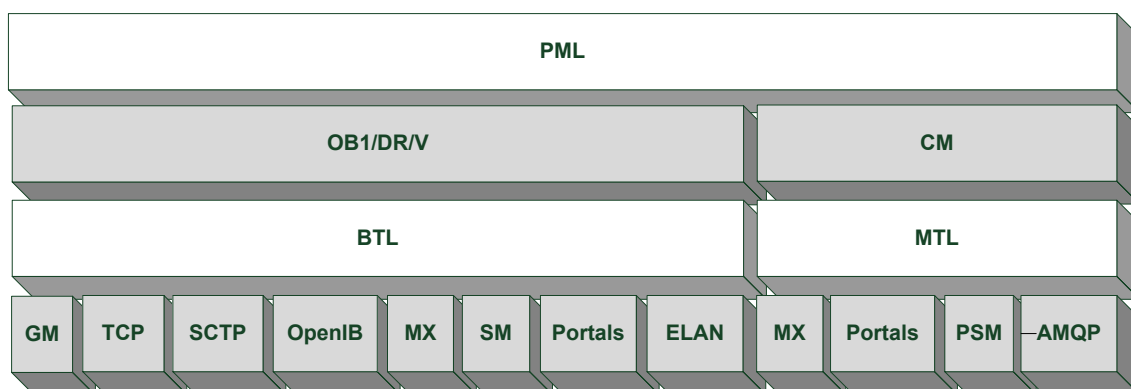 PML
OB1/DR/V CM
BTL MTL
GM TCP SCTP OpenIB MX SM Portals ELAN MX Portals PSM AMQP